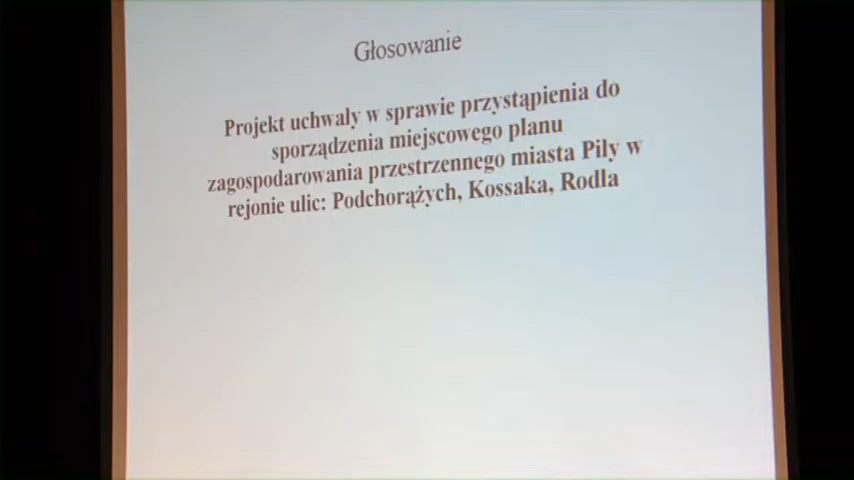 Głosowanie
Projekt uchwały w sprawie przystąpienia do
sporządzenia miejscowego planu
zagospodarowania przestrzennego miasta Piły w
rejonie ulic: Podchorążych, Kossaka, Rodła